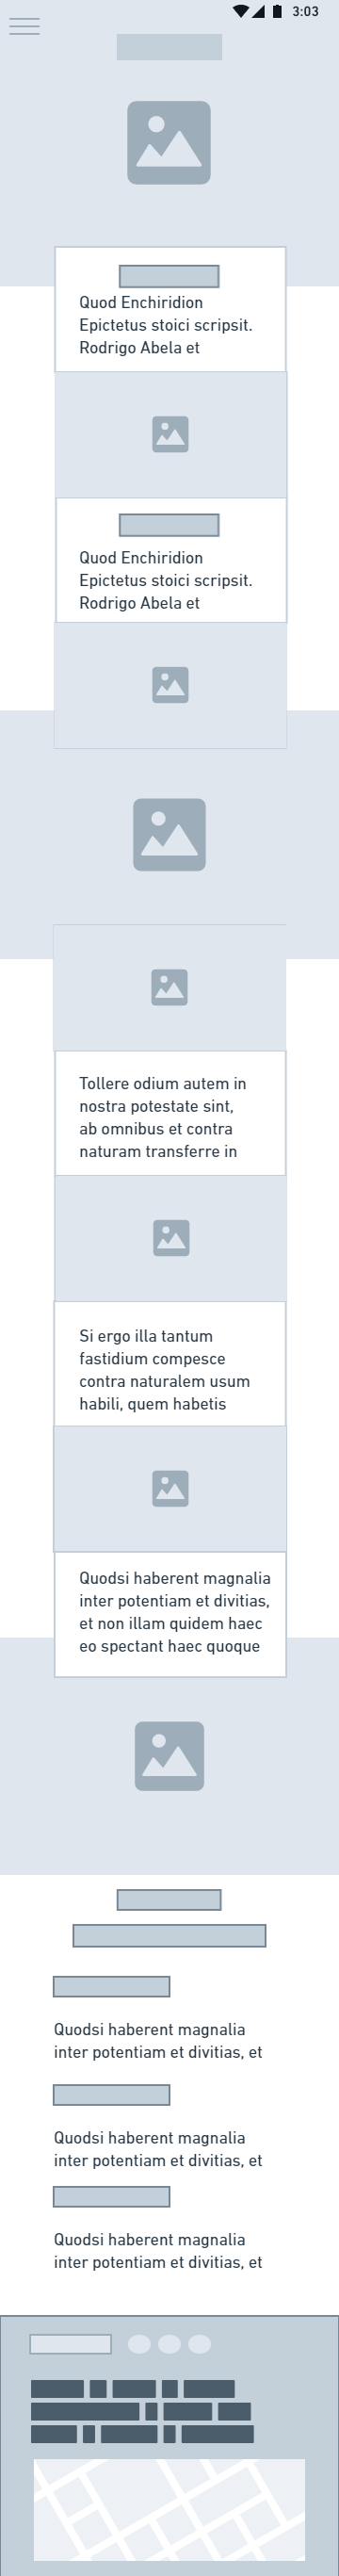 3:03
Quod Enchiridion
Epictetus stoici scripsit.
Rodrigo Abela et
Quod Enchiridion
Epictetus stoici scripsit.
Rodrigo Abela et
Tollere odium autem in
nostra potestate sint,
ab omnibus et contra
naturam transferre in
Si ergo illa tantum
fastidium compesce
contra naturalem usum
habili, quem habetis
Quodsi haberent magnalia
inter potentiam et divitias,
et non illam quidem haec
eo spectant haec quoque
Quodsi haberent magnalia
inter potentiam et divitias, et
Quodsi haberent magnalia
inter potentiam et divitias, et
Quodsi haberent magnalia
inter potentiam et divitias, et